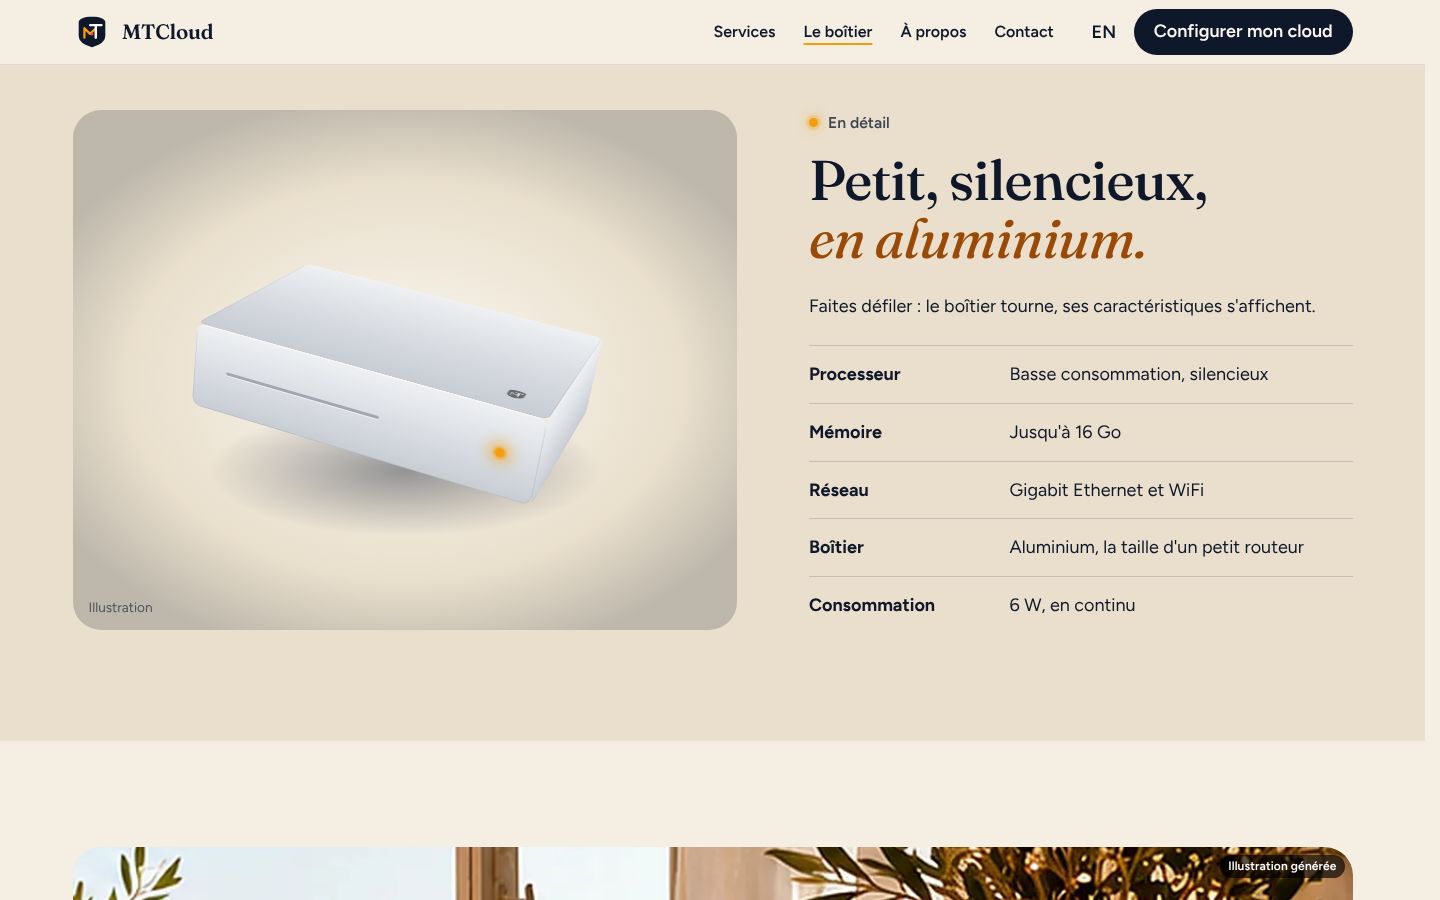 MTCloud
Services
Le boîtier
À propos
Contact
EN
Configurer mon cloud
En détail
Petit, silencieux,
en aluminium.
Faites défiler : le boîtier tourne, ses caractéristiques s'affichent.
Processeur Basse consommation, silencieux
Mémoire Jusqu'à 16 Go
Réseau Gigabit Ethernet et WiFi
Boîtier Aluminium, la taille d'un petit routeur
Consommation 6 W, en continu
Illustration
Illustration générée